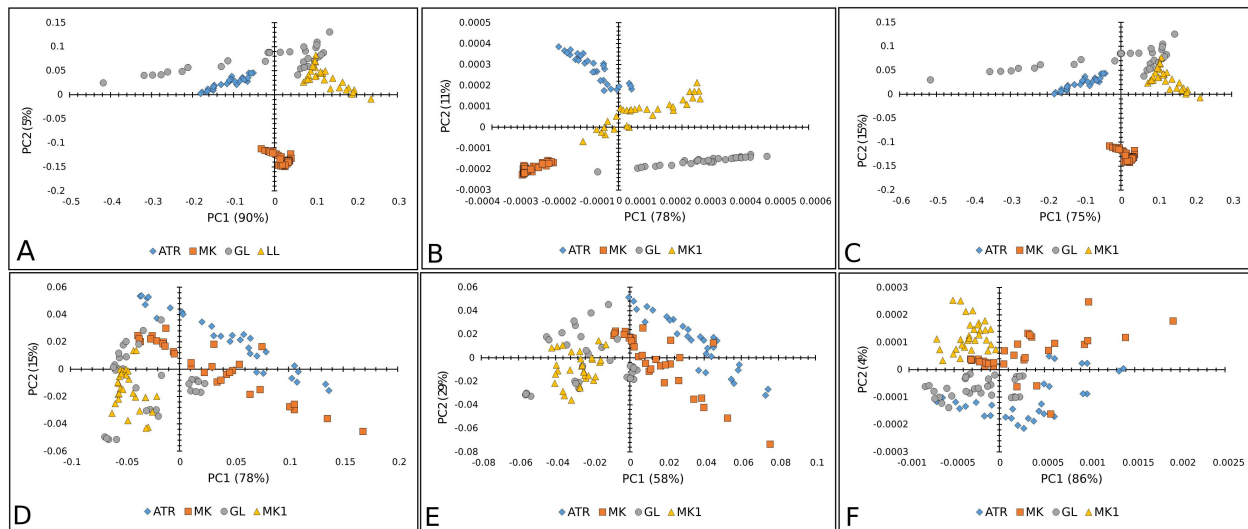 0.15
0.1
0.05
0
-0.05
-0.1
-0.15
-0.2
PC2 (5%)
-0.5 -0.4 -0.3 -0.2 -0.1 0 0.1 0.2 0.3
PC1 (90%)
ATR MK GL LL
A
0.0005
0.0004
0.0003
0.0002
0.0001
0
-0.0001
-0.0002
-0.0003
PC2 (11%)
-0.0004 -0.0003 -0.0002 -0.0001 0 0.0001 0.0002 0.0003 0.0004 0.0005 0.0006
PC1 (78%)
ATR MK GL MK1
B
0.15
0.1
0.05
0
-0.05
-0.1
-0.15
-0.2
PC2 (15%)
-0.6 -0.5 -0.4 -0.3 -0.2 -0.1 0 0.1 0.2 0.3
PC1 (75%)
ATR MK GL MK1
C
0.06
0.04
0.02
0
-0.02
-0.04
-0.06
PC2 (15%)
-0.1 -0.05 0 0.05 0.1 0.15 0.2
PC1 (78%)
ATR MK GL MK1
D
0.06
0.04
0.02
0
-0.02
-0.04
-0.06
-0.08
PC2 (29%)
-0.08 -0.06 -0.04 -0.02 0 0.02 0.04 0.06 0.08 0.1
PC1 (58%)
ATR MK GL MK1
E
0.0003
0.0002
0.0001
0
-0.0001
-0.0002
-0.0003
PC2 (4%)
-0.001 -0.0005 0 0.0005 0.001 0.0015 0.002 0.0025
PC1 (86%)
ATR MK GL MK1
F